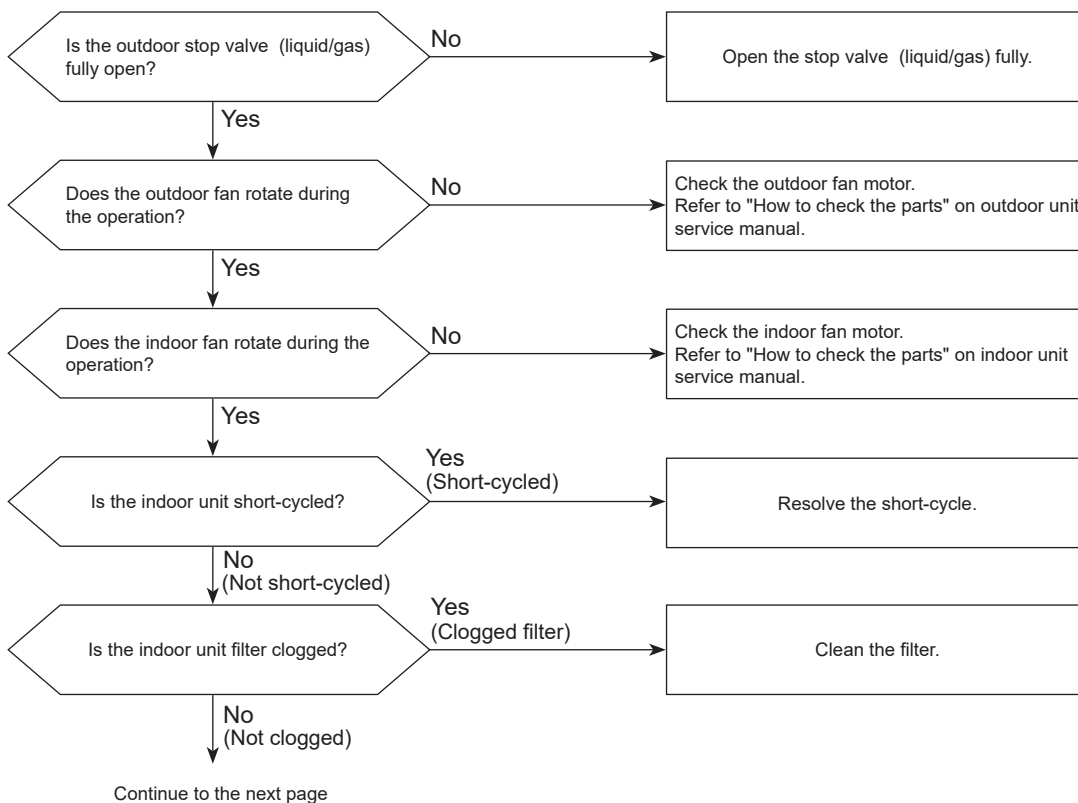 Is the outdoor stop valve (liquid/gas)
fully open?
No
Open the stop valve (liquid/gas) fully.
Yes
Does the outdoor fan rotate during
the operation?
No
Check the outdoor fan motor.
Refer to "How to check the parts" on outdoor unit
service manual.
Yes
Does the indoor fan rotate during the
operation?
No
Check the indoor fan motor.
Refer to "How to check the parts" on indoor unit
service manual.
Yes
Is the indoor unit short-cycled?
Yes
(Short-cycled)
Resolve the short-cycle.
No
(Not short-cycled)
Is the indoor unit filter clogged?
Yes
(Clogged filter)
Clean the filter.
No
(Not clogged)
Continue to the next page